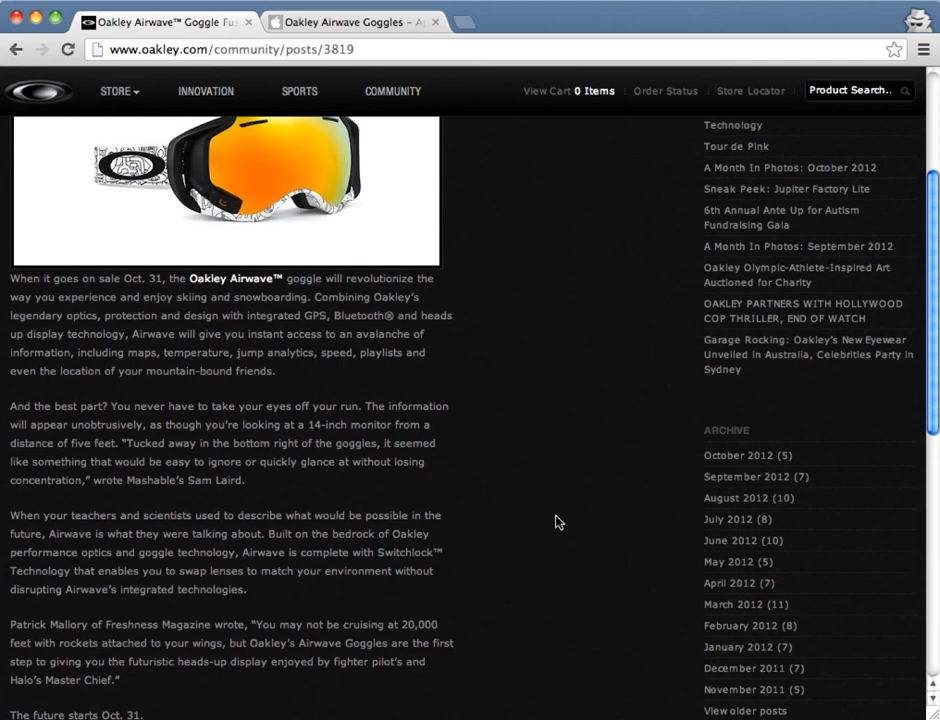 Oakley Airwave™ Goggle Fus
Oakley Airwave Goggles – Ap
www.oakley.com/community/posts/3819
STORE
INNOVATION
SPORTS
COMMUNITY
View Cart 0 Items
Order Status
Store Locator
Product Search..
When it goes on sale Oct. 31, the Oakley Airwave™ goggle will revolutionize the
way you experience and enjoy skiing and snowboarding. Combining Oakley's
legendary optics, protection and design with integrated GPS, Bluetooth® and heads
up display technology, Airwave will give you instant access to an avalanche of
information, including maps, temperature, jump analytics, speed, playlists and
even the location of your mountain-bound friends.
And the best part? You never have to take your eyes off your run. The information
will appear unobtrusively, as though you're looking at a 14-inch monitor from a
distance of five feet. "Tucked away in the bottom right of the goggles, it seemed
like something that would be easy to ignore or quickly glance at without losing
concentration," wrote Mashable's Sam Laird.
When your teachers and scientists used to describe what would be possible in the
future, Airwave is what they were talking about. Built on the bedrock of Oakley
performance optics and goggle technology, Airwave is complete with Switchlock™
Technology that enables you to swap lenses to match your environment without
disrupting Airwave's integrated technologies.
Patrick Mallory of Freshness Magazine wrote, "You may not be cruising at 20,000
feet with rockets attached to your wings, but Oakley's Airwave Goggles are the first
step to giving you the futuristic heads-up display enjoyed by fighter pilot's and
Halo's Master Chief."
The future starts Oct. 31.
Technology
Tour de Pink
A Month In Photos: October 2012
Sneak Peek: Jupiter Factory Lite
6th Annual Ante Up for Autism
Fundraising Gala
A Month In Photos: September 2012
Oakley Olympic-Athlete-Inspired Art
Auctioned for Charity
OAKLEY PARTNERS WITH HOLLYWOOD
COP THRILLER, END OF WATCH
Garage Rocking: Oakley's New Eyewear
Unveiled in Australia, Celebrities Party in
Sydney
ARCHIVE
October 2012 (5)
September 2012 (7)
August 2012 (10)
July 2012 (8)
June 2012 (10)
May 2012 (5)
April 2012 (7)
March 2012 (11)
February 2012 (8)
January 2012 (7)
December 2011 (7)
November 2011 (5)
View older posts